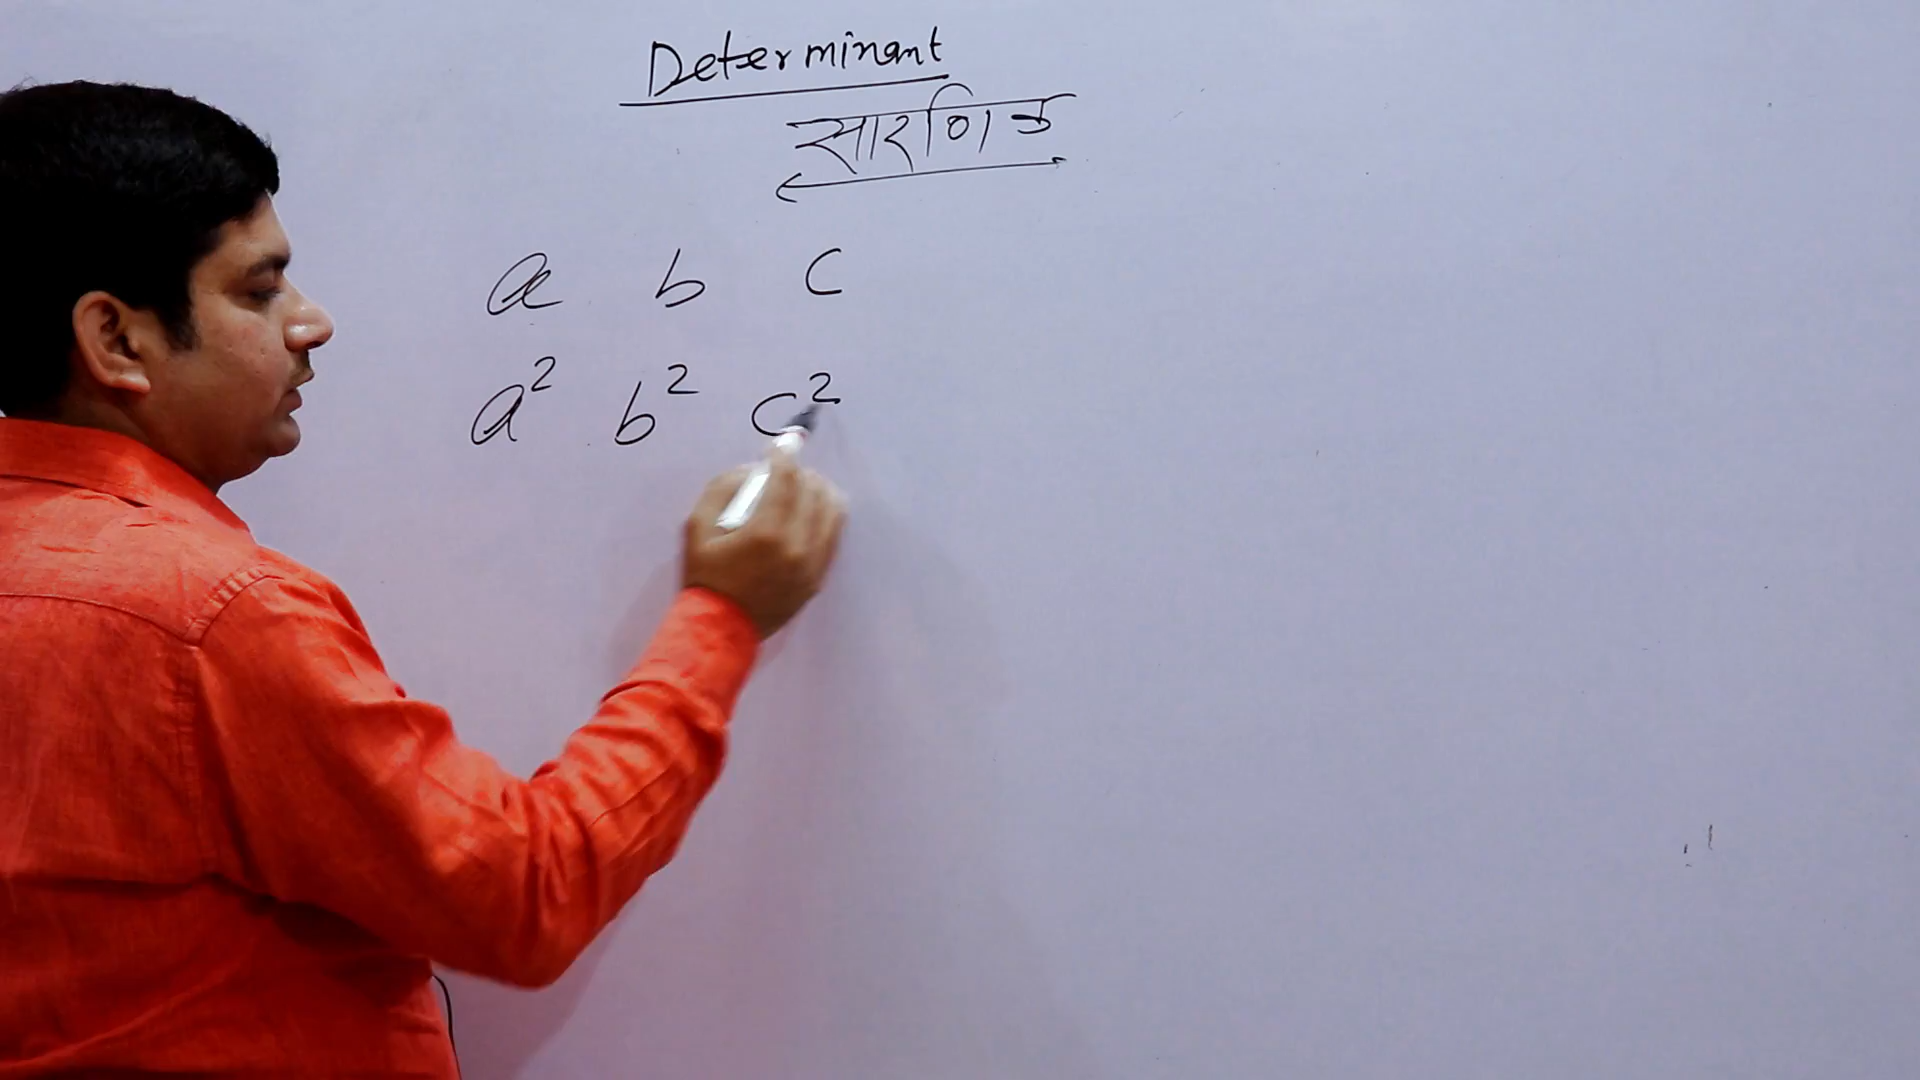 Determinant
सारणिक
a b c
a² b² c²